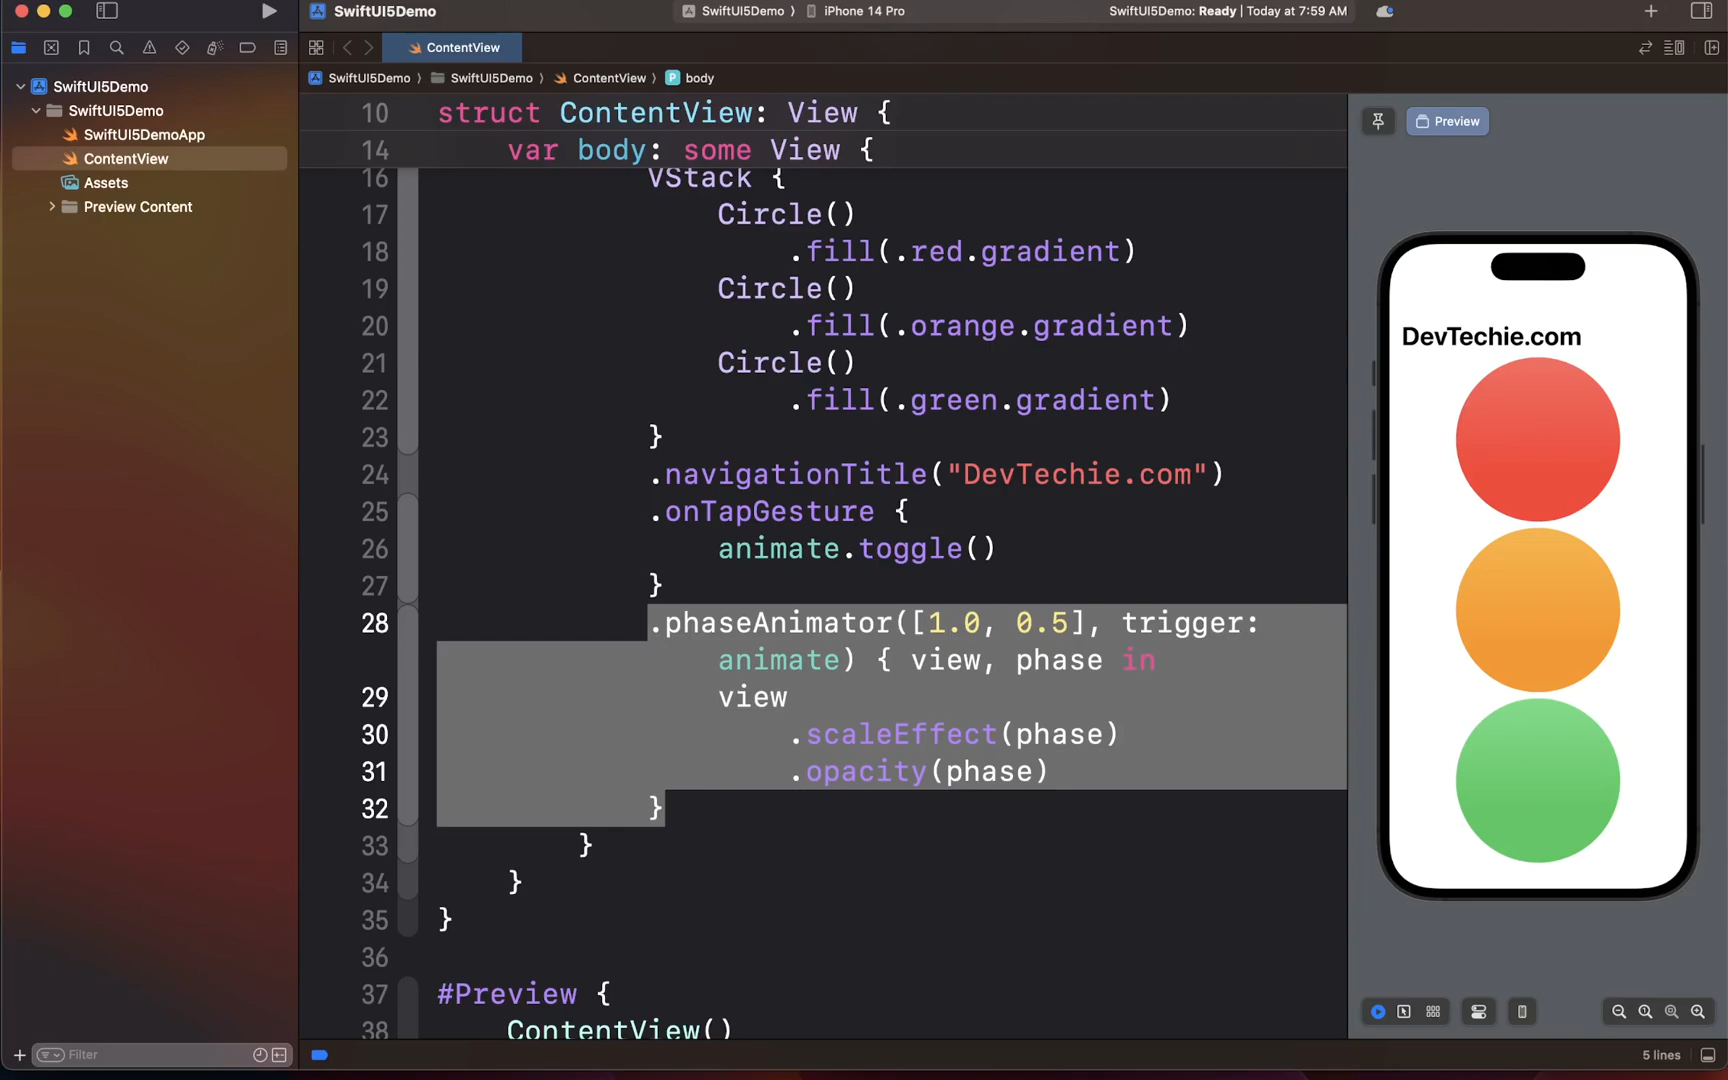 SwiftUI5Demo
SwiftUI5Demo
iPhone 14 Pro
SwiftUI5Demo: Ready | Today at 7:59 AM
ContentView
SwiftUI5Demo
SwiftUI5Demo
ContentView
body
SwiftUI5Demo
SwiftUI5Demo
SwiftUI5DemoApp
ContentView
Assets
Preview Content
10 struct ContentView: View {
14 var body: some View {
16 VStack {
17 Circle()
18 .fill(.red.gradient)
19 Circle()
20 .fill(.orange.gradient)
21 Circle()
22 .fill(.green.gradient)
23 }
24 .navigationTitle("DevTechie.com")
25 .onTapGesture {
26 animate.toggle()
27 }
28 .phaseAnimator([1.0, 0.5], trigger:
animate) { view, phase in
29 view
30 .scaleEffect(phase)
31 .opacity(phase)
32 }
33 }
34 }
35 }
36
37 #Preview {
38 ContentView()
Preview
DevTechie.com
Filter
5 lines